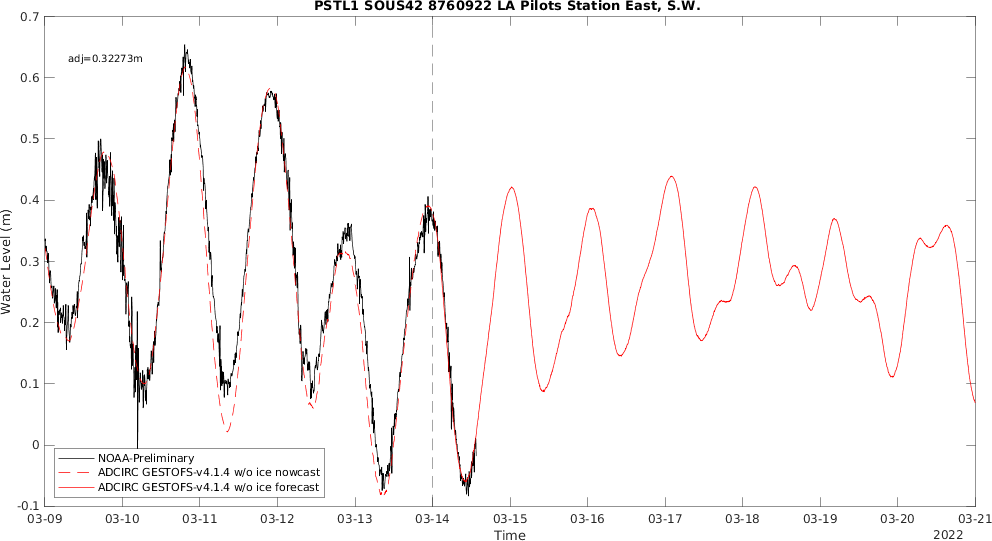 PSTL1 SOUS42 8760922 LA Pilots Station East, S.W.
adj=0.32273m
Water Level (m)
0.7
0.6
0.5
0.4
0.3
0.2
0.1
0
-0.1
NOAA-Preliminary
ADCIRC GESTOFS-v4.1.4 w/o ice nowcast
ADCIRC GESTOFS-v4.1.4 w/o ice forecast
03-09 03-10 03-11 03-12 03-13 03-14 03-15 03-16 03-17 03-18 03-19 03-20 03-21
Time
2022